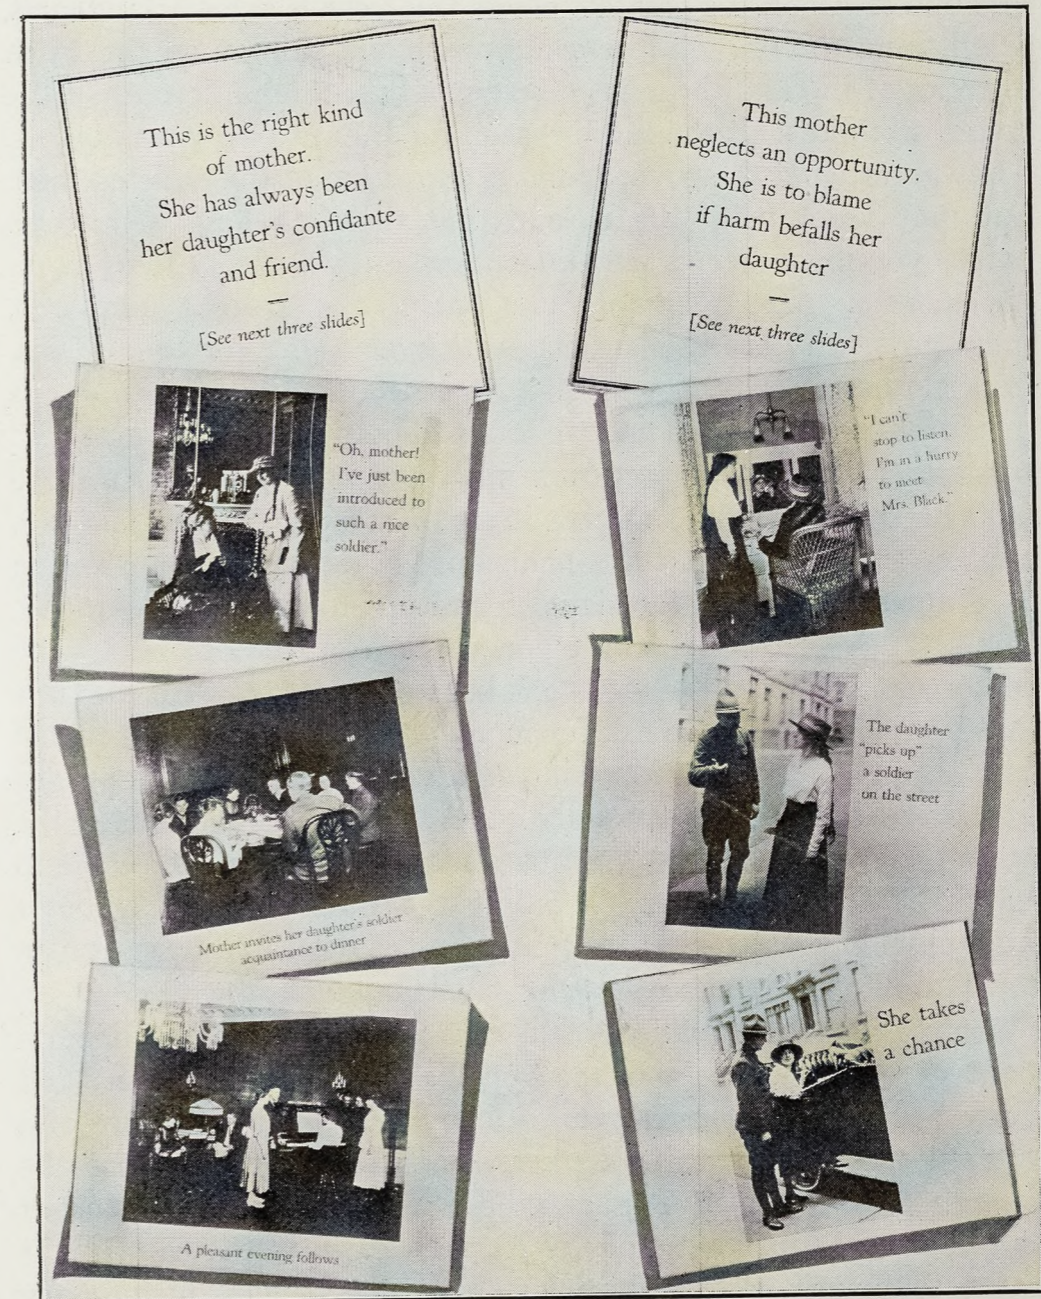 This is the right kind
of mother.
She has always been
her daughter's confidante
and friend.
[See next three slides]
"Oh, mother!
I've just been
introduced to
such a nice
soldier."
Mother invites her daughter's soldier
acquaintance to dinner
A pleasant evening follows
This mother
neglects an opportunity.
She is to blame
if harm befalls her
daughter
[See next three slides]
"I can't
stop to listen.
I'm in a hurry
to meet
Mrs. Black."
The daughter
"picks up"
a soldier
on the street
She takes
a chance